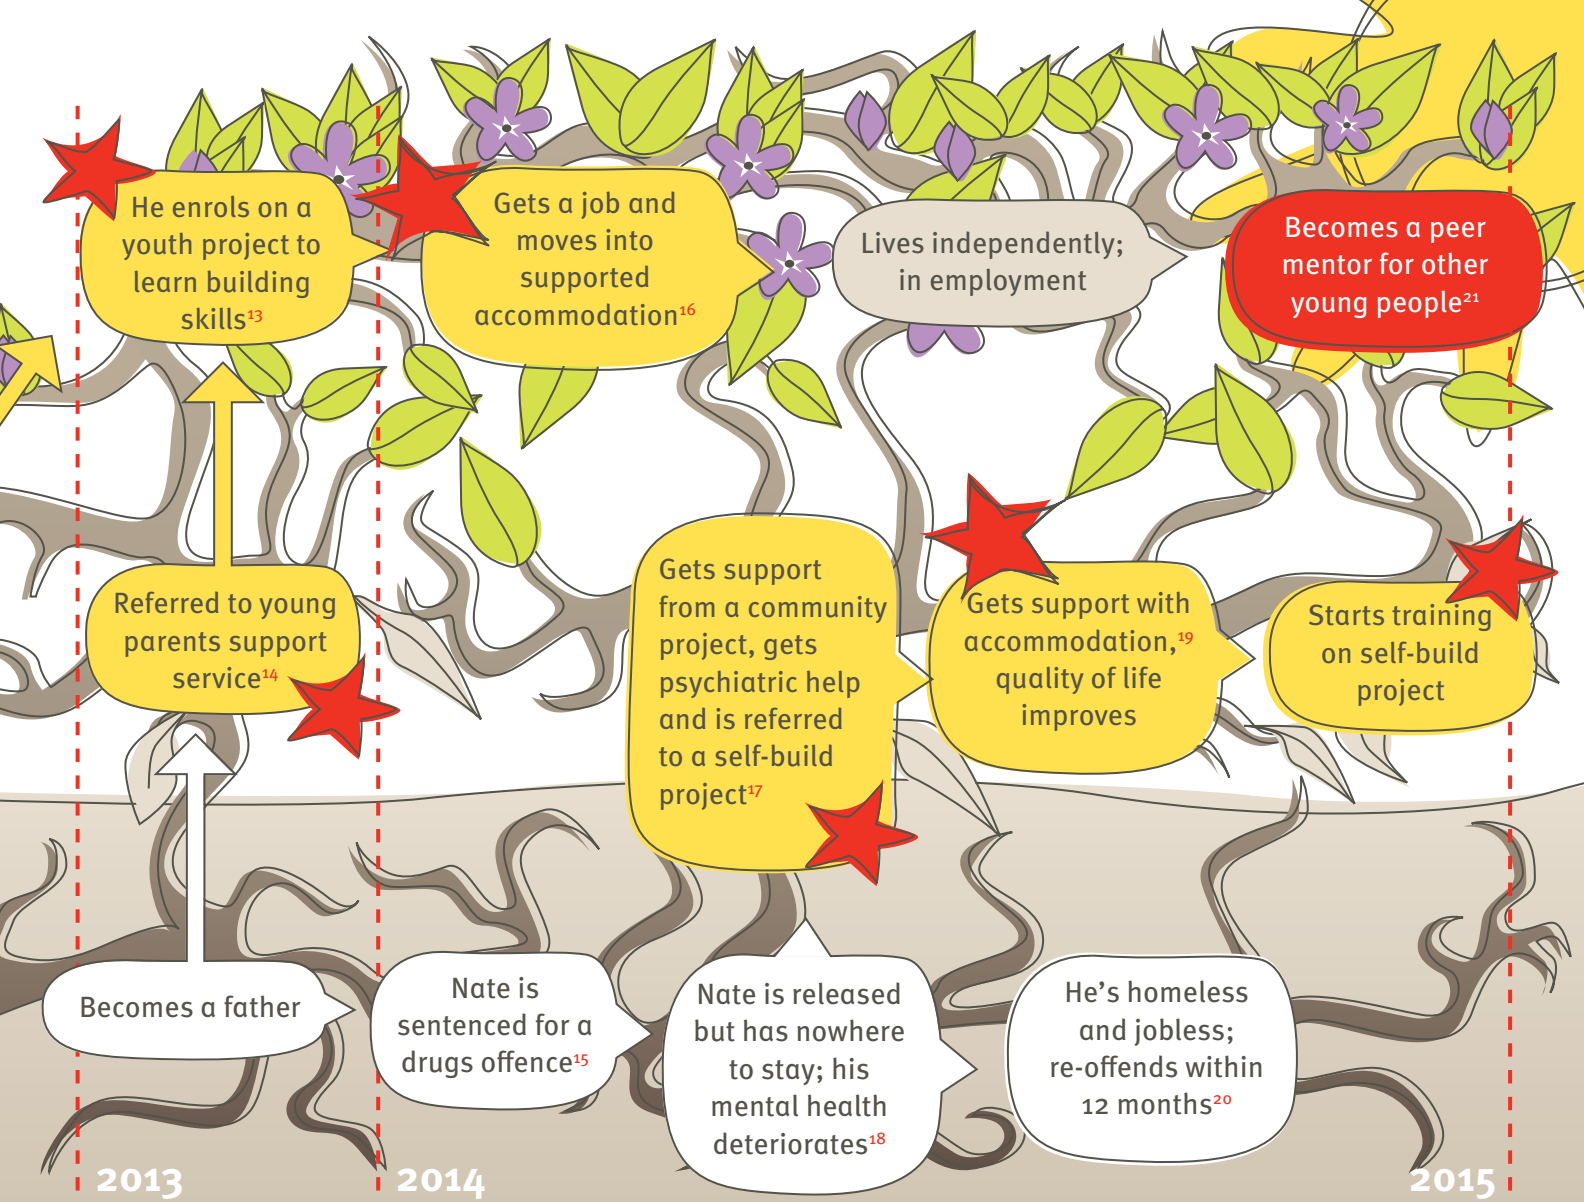 He enrols on a
youth project to
learn building
skills13
Gets a job and
moves into
supported
accommodation16
Lives independently;
in employment
Becomes a peer
mentor for other
young people21
Referred to young
parents support
service14
Gets support
from a community
project, gets
psychiatric help
and is referred
to a self-build
project17
Gets support with
accommodation,19
quality of life
improves
Starts training
on self-build
project
Becomes a father
Nate is
sentenced for a
drugs offence15
Nate is released
but has nowhere
to stay; his
mental health
deteriorates18
He’s homeless
and jobless;
re-offends within
12 months20
2013
2014
2015